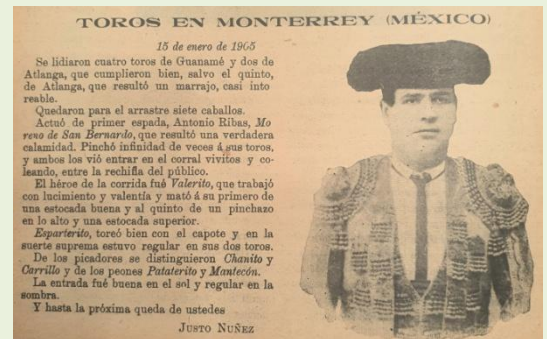 TOROS EN MONTERREY (MÉXICO)
15 de enero de 1905
Se lidiaron cuatro toros de Guanamé y dos de
Atlanga, que cumplieron bien, salvo el quinto,
de Atlanga, que resultó un marrajo, casi into
reable.
Quedaron para el arrastre siete caballos.
Actuó de primer espada, Antonio Ribas, Mo
reno de San Bernardo, que resultó una verdadera
calamidad. Pinchó infinidad de veces á sus toros,
y ambos los vió entrar en el corral vivitos y co-
leando, entre la rechifla del público.
El héroe de la corrida fué Valerito, que trabajó
con lucimiento y valentía y mató á su primero de
una estocada buena y al quinto de un pinchazo
en lo alto y una estocada superior.
Esparterito, toreó bien con el capote y en la
suerte suprema estuvo regular en sus dos toros.
De los picadores se distinguieron Chanito y
Carrillo y de los peones Pataterito y Mantecón.
La entrada fué buena en el sol y regular en la
sombra.
Y hasta la próxima queda de ustedes
JUSTO NUÑEZ